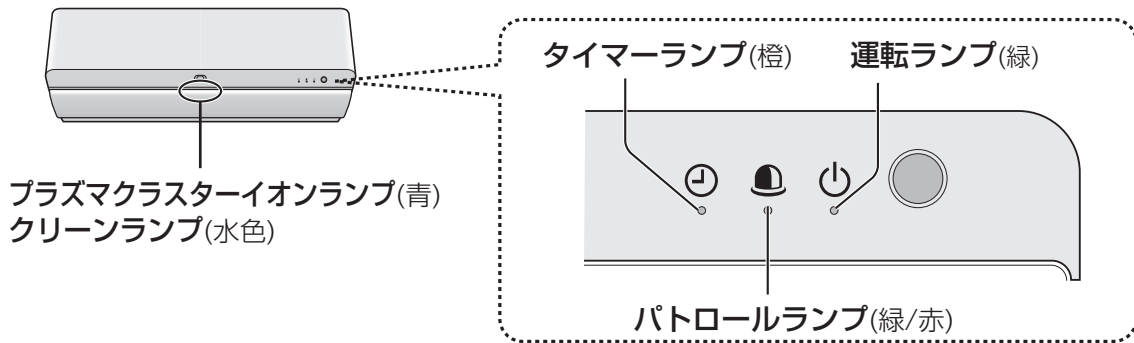 タイマーランプ(橙)
運転ランプ(緑)
プラズマクラスターイオンランプ(青)
クリーンランプ(水色)
パトロールランプ(緑/赤)